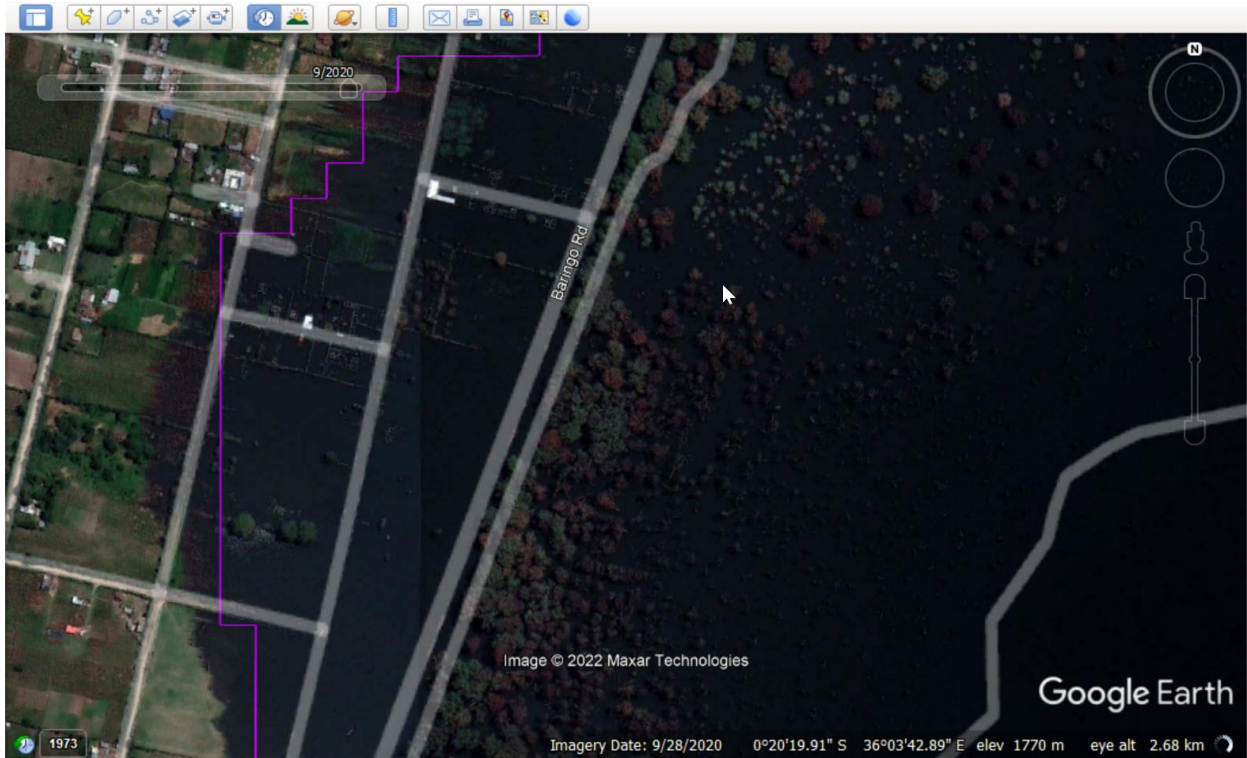 N
9/2020
Baringo Rd
Image © 2022 Maxar Technologies
Google Earth
1973
Imagery Date: 9/28/2020 0°20'19.91" S 36°03'42.89" E elev 1770 m eye alt 2.68 km